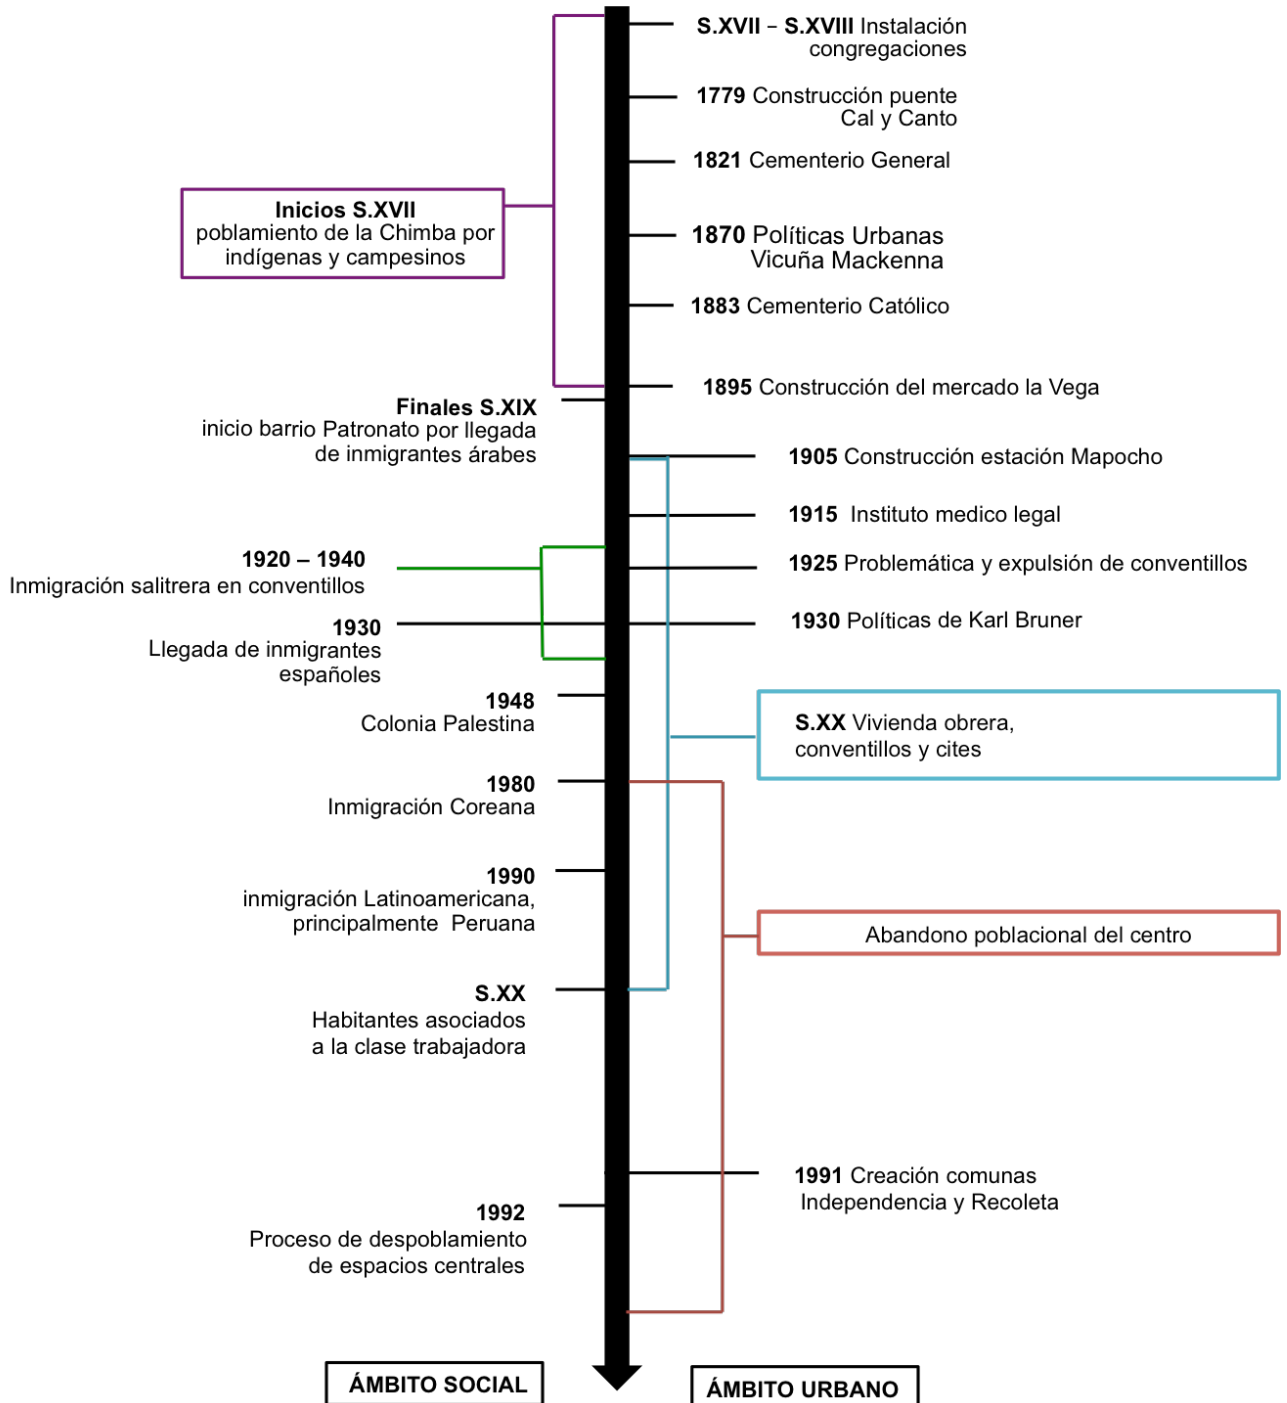 S.XVII – S.XVIII Instalación
congregaciones
1779 Construcción puente
Cal y Canto
1821 Cementerio General
Inicios S.XVII
poblamiento de la Chimba por
indígenas y campesinos
1870 Políticas Urbanas
Vicuña Mackenna
1883 Cementerio Católico
1895 Construcción del mercado la Vega
Finales S.XIX
inicio barrio Patronato por llegada
de inmigrantes árabes
1905 Construcción estación Mapocho
1915 Instituto medico legal
1920 – 1940
Inmigración salitrera en conventillos
1925 Problemática y expulsión de conventillos
1930
Llegada de inmigrantes
españoles
1930 Políticas de Karl Bruner
1948
Colonia Palestina
S.XX Vivienda obrera,
conventillos y cites
1980
Inmigración Coreana
1990
inmigración Latinoamericana,
principalmente Peruana
Abandono poblacional del centro
S.XX
Habitantes asociados
a la clase trabajadora
1991 Creación comunas
Independencia y Recoleta
1992
Proceso de despoblamiento
de espacios centrales
ÁMBITO SOCIAL
ÁMBITO URBANO